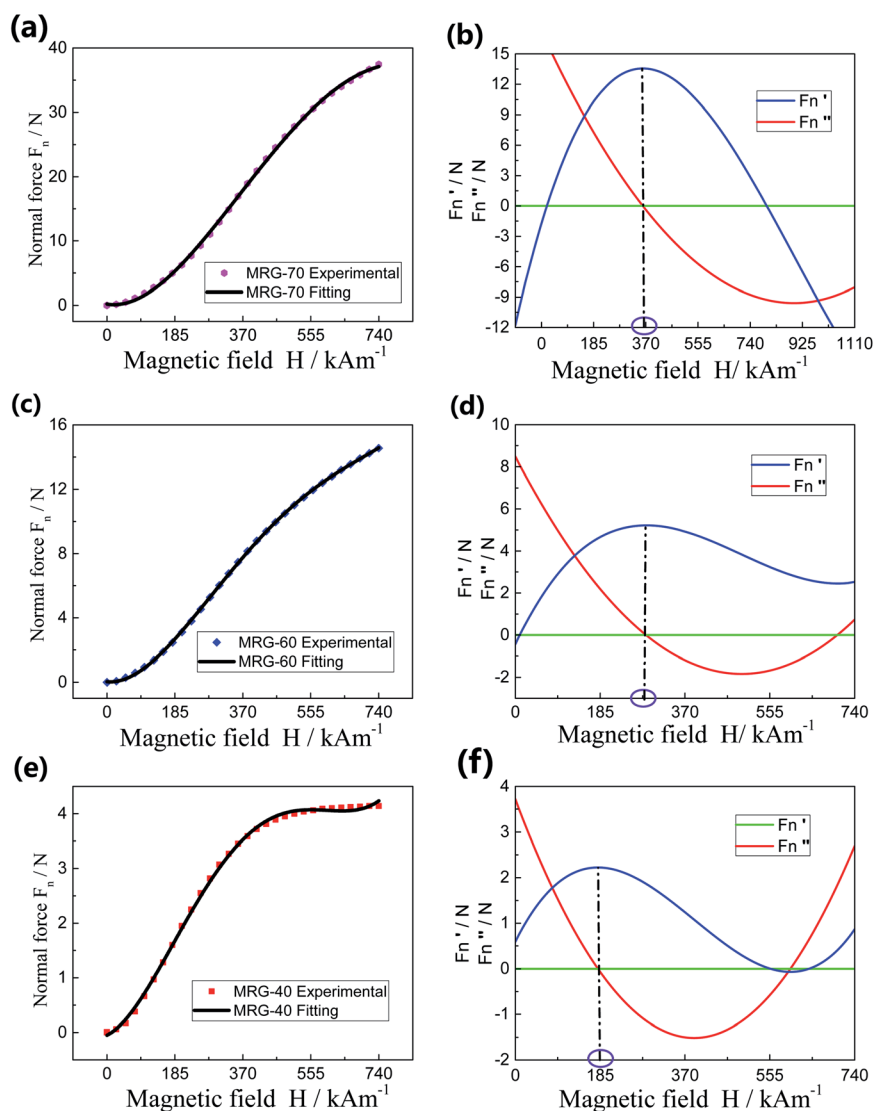 (a)
40
30
20
10
0
Normal force Fn / N
MRG-70 Experimental
MRG-70 Fitting
0 185 370 555 740
Magnetic field H / kAm-1
(b)
15
12
9
6
3
0
-3
-6
-9
-12
Fn ' / N
Fn '' / N
Fn '
Fn ''
0 185 370 555 740 925 1110
Magnetic field H/ kAm-1
(c)
16
12
8
4
0
Normal force Fn / N
MRG-60 Experimental
MRG-60 Fitting
0 185 370 555 740
Magnetic field H / kAm-1
(d)
10
8
6
4
2
0
-2
Fn ' / N
Fn '' / N
Fn '
Fn ''
0 185 370 555 740
Magnetic field H/ kAm-1
(e)
4
3
2
1
0
Normal force Fn / N
MRG-40 Experimental
MRG-40 Fitting
0 185 370 555 740
Magnetic field H / kAm-1
(f)
4
3
2
1
0
-1
-2
Fn ' / N
Fn '' / N
Fn '
Fn ''
0 185 370 555 740
Magnetic field H / kAm-1